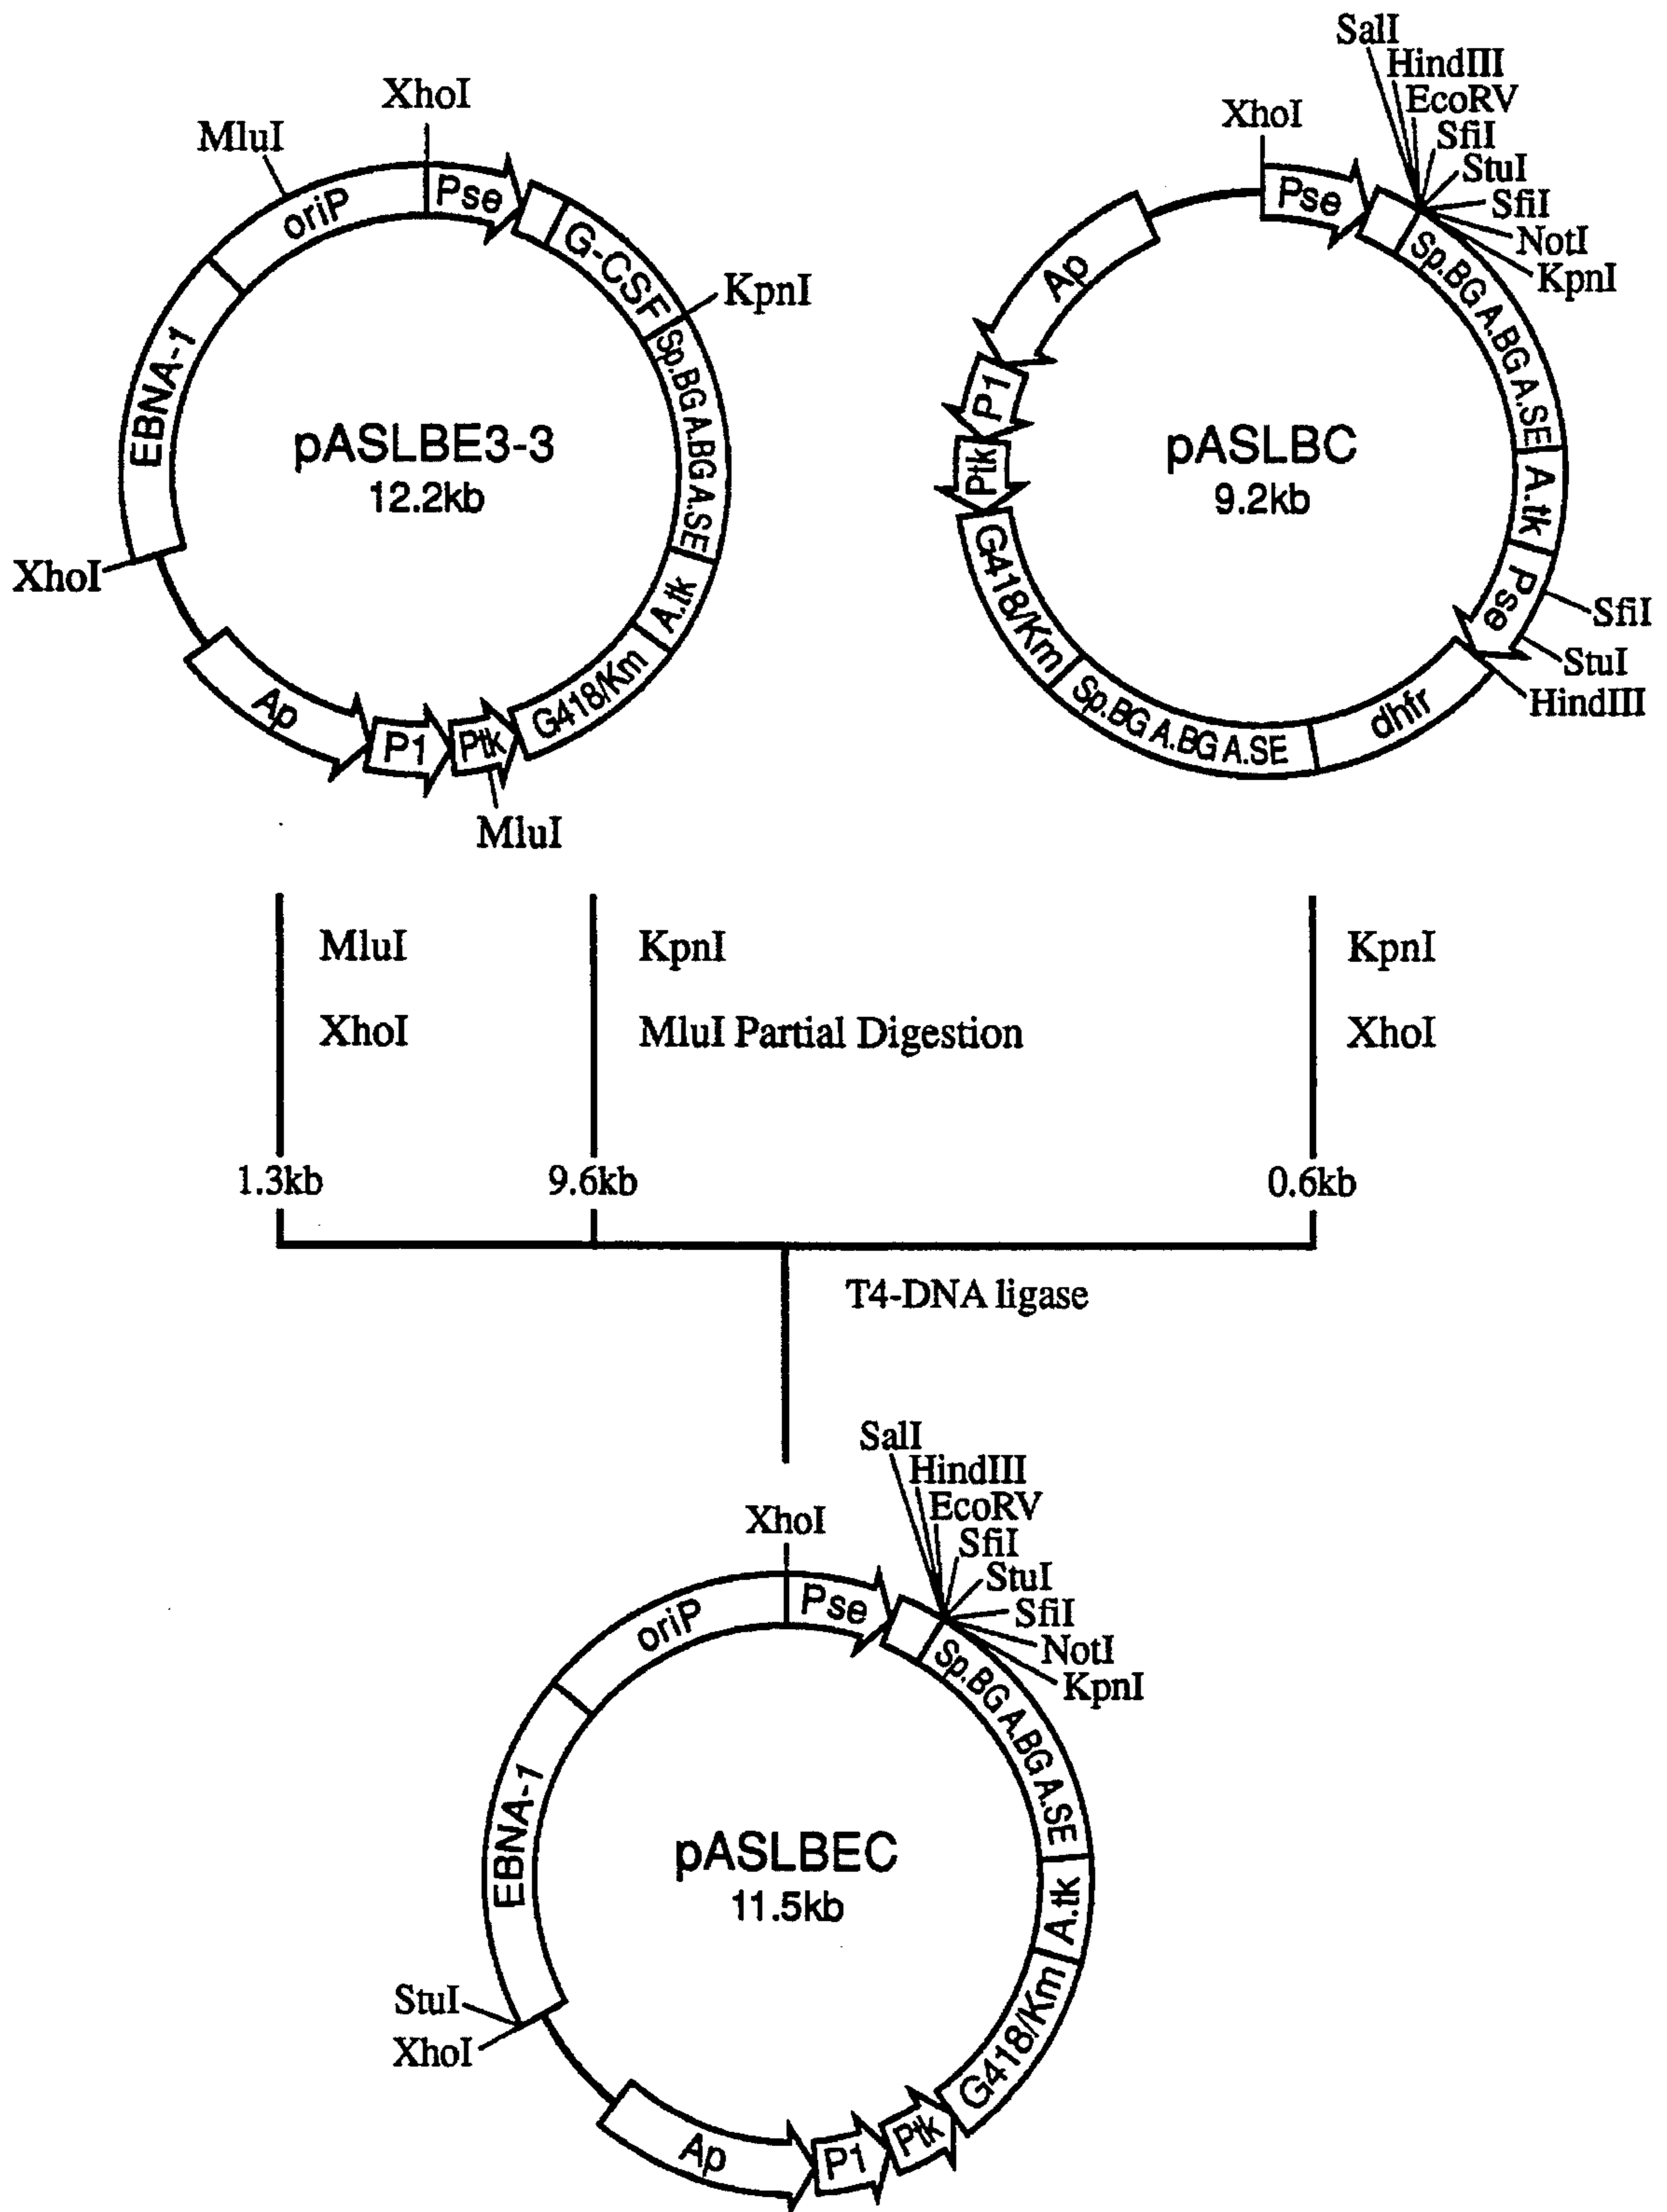 XhoI
MluI
oriP
Pse
G-CSF
KpnI
Sp.BG A.BG A.SE
A.tk
G418/Km
Ptk
MluI
P1
Ap
XhoI
EBNA-1
pASLBE3-3
12.2kb
SalI
HindIII
EcoRV
SfiI
StuI
SfiI
NotI
KpnI
XhoI
Pse
Sp.BG A.BG A.SE
A.tk
Pse
SfiI
StuI
HindIII
dhfr
Sp.BG A.BG A.SE
G418/Km
Ptk
P1
Ap
pASLBC
9.2kb
MluI
XhoI
1.3kb
KpnI
MluI Partial Digestion
9.6kb
KpnI
XhoI
0.6kb
T4-DNA ligase
SalI
HindIII
EcoRV
SfiI
StuI
SfiI
NotI
KpnI
XhoI
oriP
Pse
Sp.BG A.BG A.SE
A.tk
G418/Km
Ptk
P1
Ap
StuI
XhoI
EBNA-1
pASLBEC
11.5kb